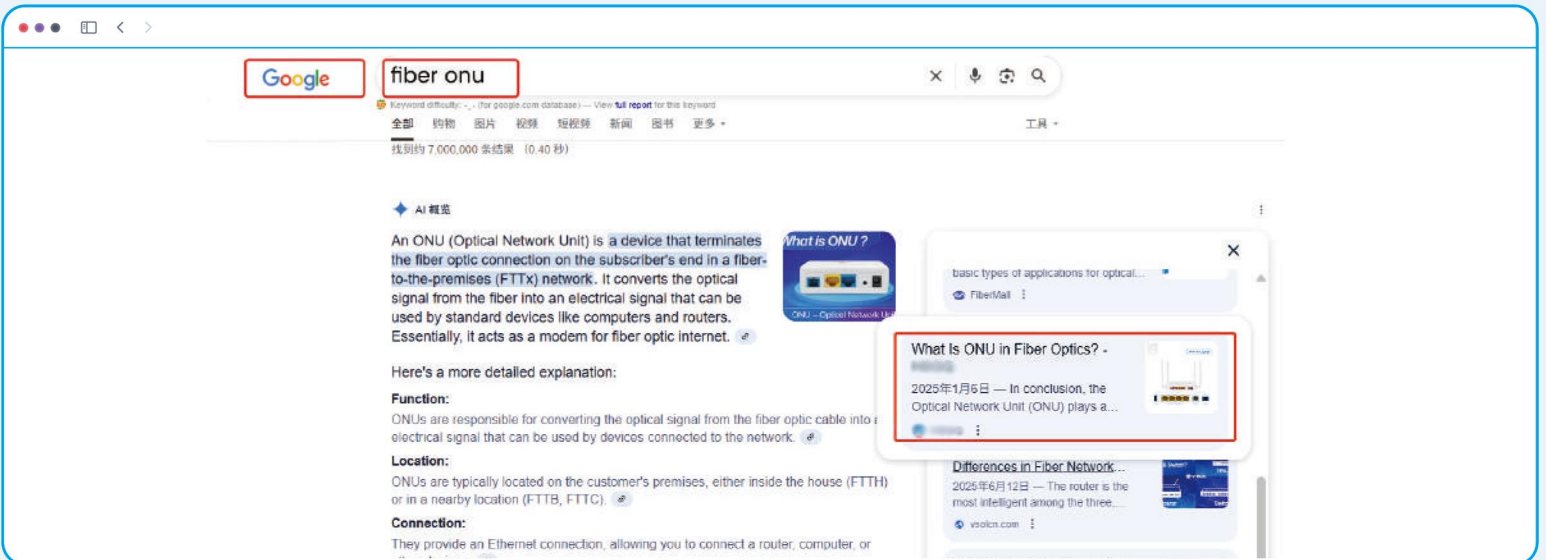 Google
fiber onu
Keyword difficulty: -_- (for google.com database) — View full report for this keyword
全部 购物 图片 视频 短视频 新闻 图书 更多
工具
找到约 7,000,000 条结果 (0.40 秒)
AI 概览
An ONU (Optical Network Unit) is a device that terminates
the fiber optic connection on the subscriber's end in a fiber-
to-the-premises (FTTx) network. It converts the optical
signal from the fiber into an electrical signal that can be
used by standard devices like computers and routers.
Essentially, it acts as a modem for fiber optic internet.
What is ONU ?
ONU – Optical Network
Here's a more detailed explanation:
Function:
ONUs are responsible for converting the optical signal from the fiber optic cable into
electrical signal that can be used by devices connected to the network.
Location:
ONUs are typically located on the customer's premises, either inside the house (FTTH)
or in a nearby location (FTTB, FTTC).
Connection:
They provide an Ethernet connection, allowing you to connect a router, computer, or
basic types of applications for optical...
FiberMall
What Is ONU in Fiber Optics? -
2025年1月6日 — In conclusion, the
Optical Network Unit (ONU) plays a...
Differences in Fiber Network...
2025年6月12日 — The router is the
most intelligent among the three,...
vsolcn.com